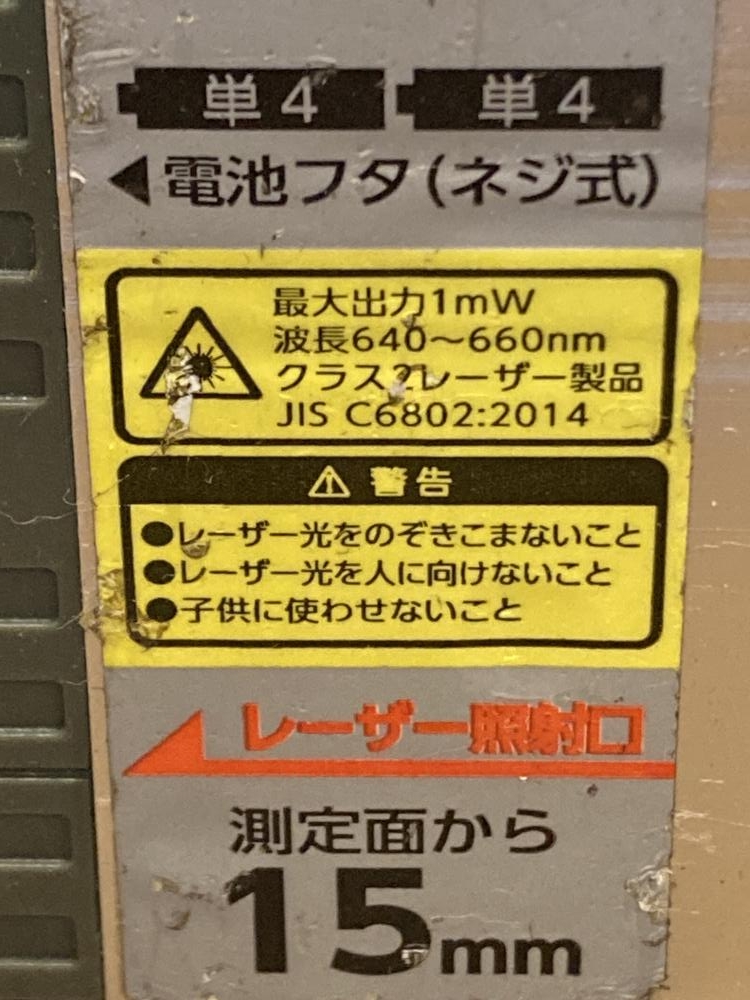 単4 単4
◀電池フタ(ネジ式)
最大出力1mW
波長640～660nm
クラス2レーザー製品
JIS C6802:2014
⚠ 警告
●レーザー光をのぞきこまないこと
●レーザー光を人に向けないこと
●子供に使わせないこと
レーザー照射口
測定面から
15mm